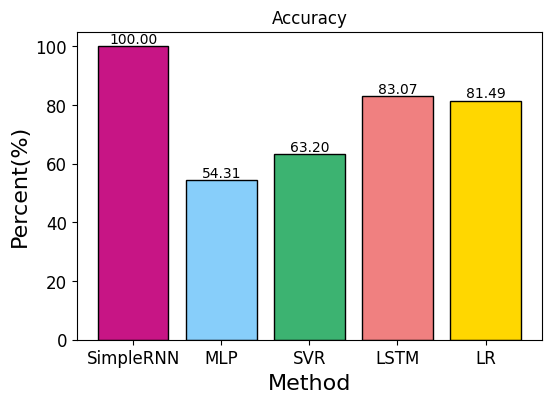 Accuracy
100.00
54.31
63.20
83.07
81.49
Percent(%)
100
80
60
40
20
0
SimpleRNN MLP SVR LSTM LR
Method